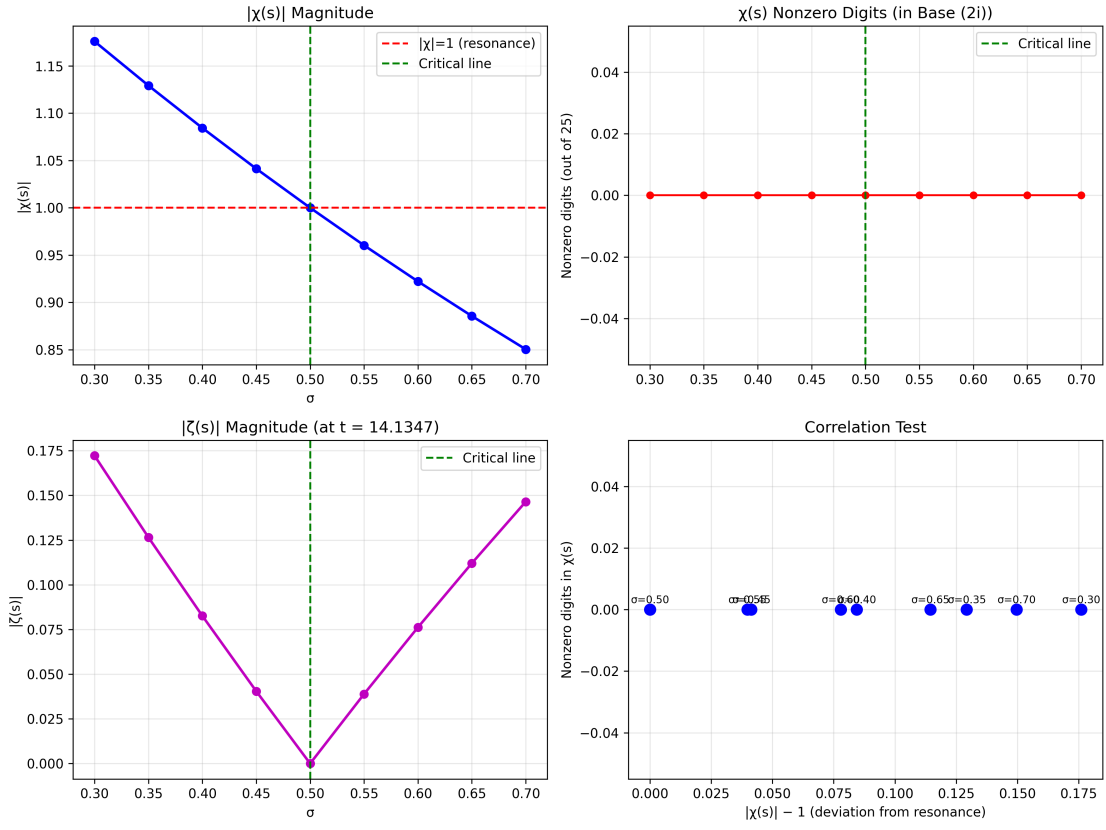 |χ(s)| Magnitude
|χ(s)|
1.15
1.10
1.05
1.00
0.95
0.90
0.85
|χ|=1 (resonance)
Critical line
0.30 0.35 0.40 0.45 0.50 0.55 0.60 0.65 0.70
σ
χ(s) Nonzero Digits (in Base (2i))
Nonzero digits (out of 25)
0.04
0.02
0.00
−0.02
−0.04
Critical line
0.30 0.35 0.40 0.45 0.50 0.55 0.60 0.65 0.70
|ζ(s)| Magnitude (at t = 14.1347)
|ζ(s)|
0.175
0.150
0.125
0.100
0.075
0.050
0.025
0.000
Critical line
0.30 0.35 0.40 0.45 0.50 0.55 0.60 0.65 0.70
σ
Correlation Test
Nonzero digits in χ(s)
0.04
0.02
0.00
−0.02
−0.04
σ=0.50 σ=0.65 σ=0.35 σ=0.70 σ=0.30
0.000 0.025 0.050 0.075 0.100 0.125 0.150 0.175
|χ(s)| − 1 (deviation from resonance)